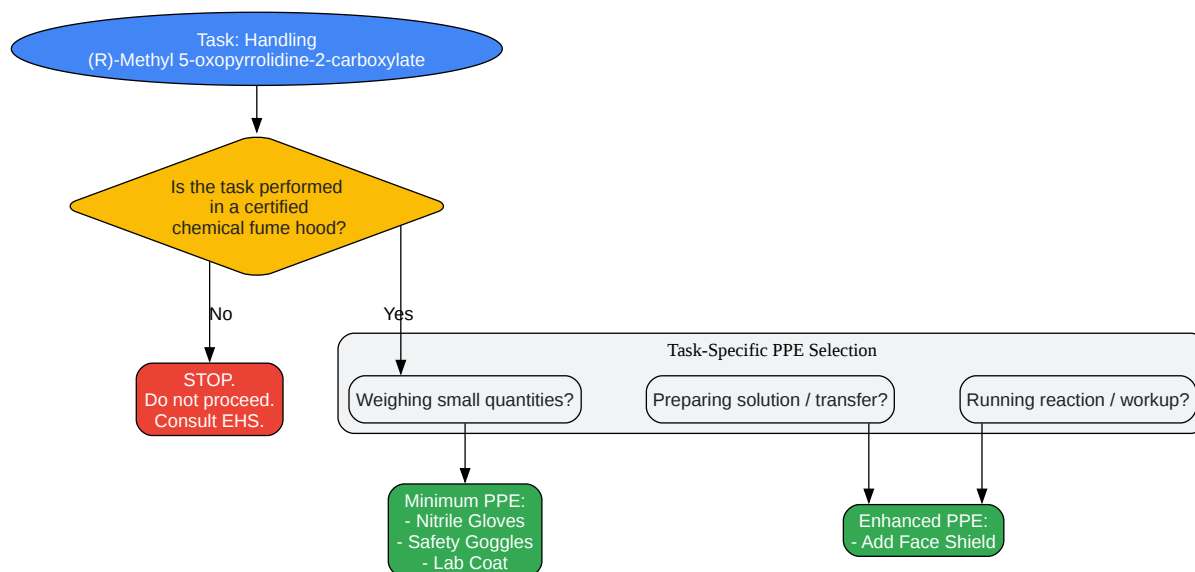 Task: Handling
(R)-Methyl 5-oxopyrrolidine-2-carboxylate
Is the task performed
in a certified
chemical fume hood?
No
Yes
Task-Specific PPE Selection
STOP.
Do not proceed.
Consult EHS.
Weighing small quantities?
Preparing solution / transfer?
Running reaction / workup?
Minimum PPE:
- Nitrile Gloves
- Safety Goggles
- Lab Coat
Enhanced PPE:
- Add Face Shield